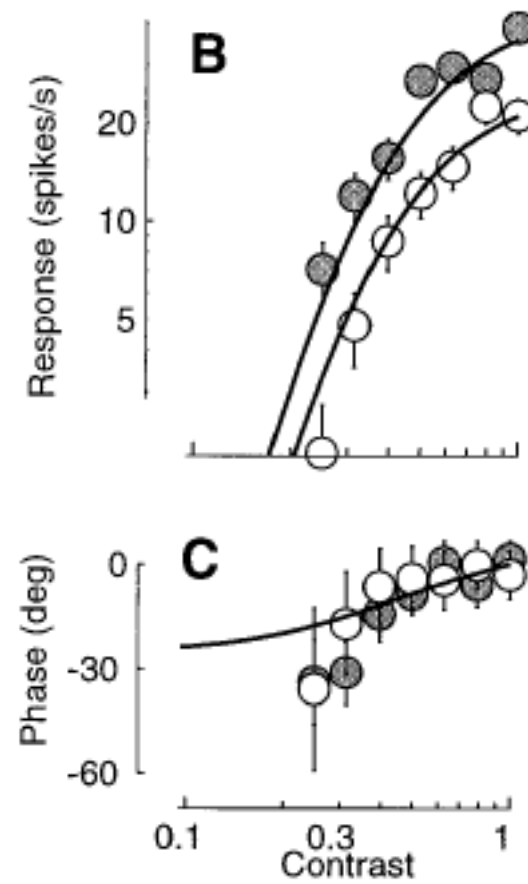 B
Response (spikes/s)
20
10
5
C
Phase (deg)
0
-30
-60
0.1
0.3
1
Contrast